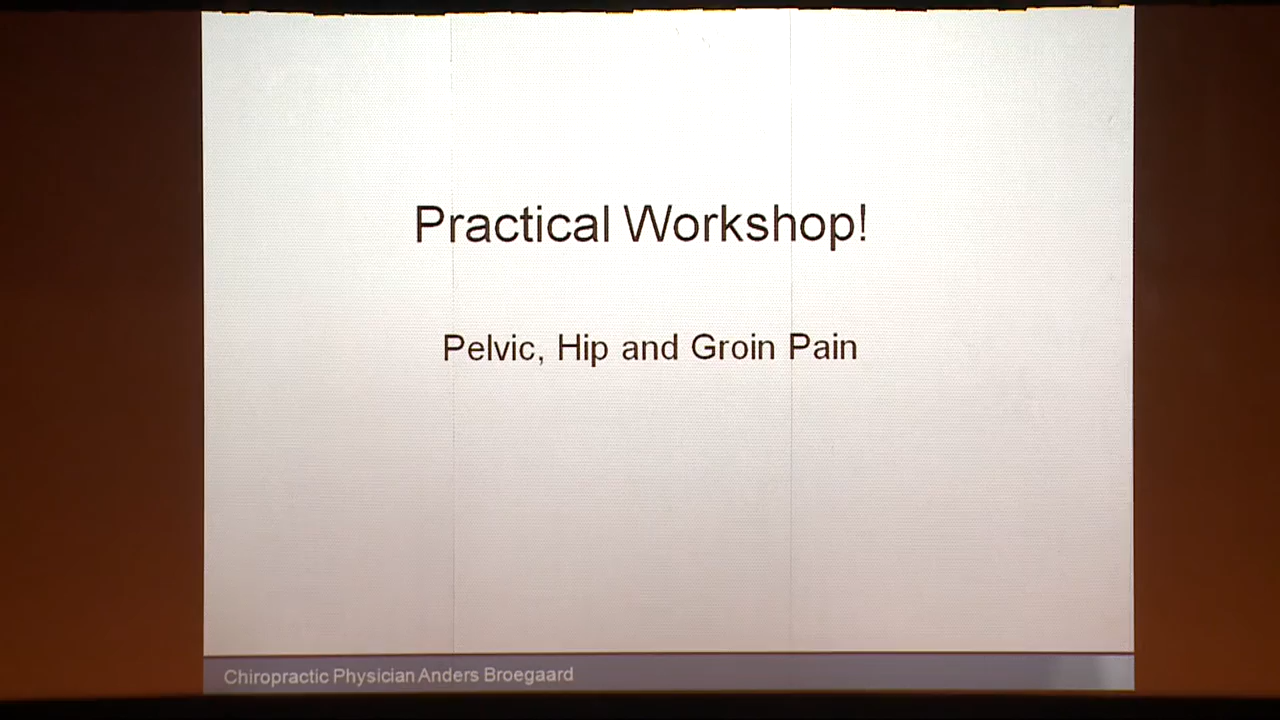 Practical Workshop!
Pelvic, Hip and Groin Pain
Chiropractic Physician Anders Broegaard